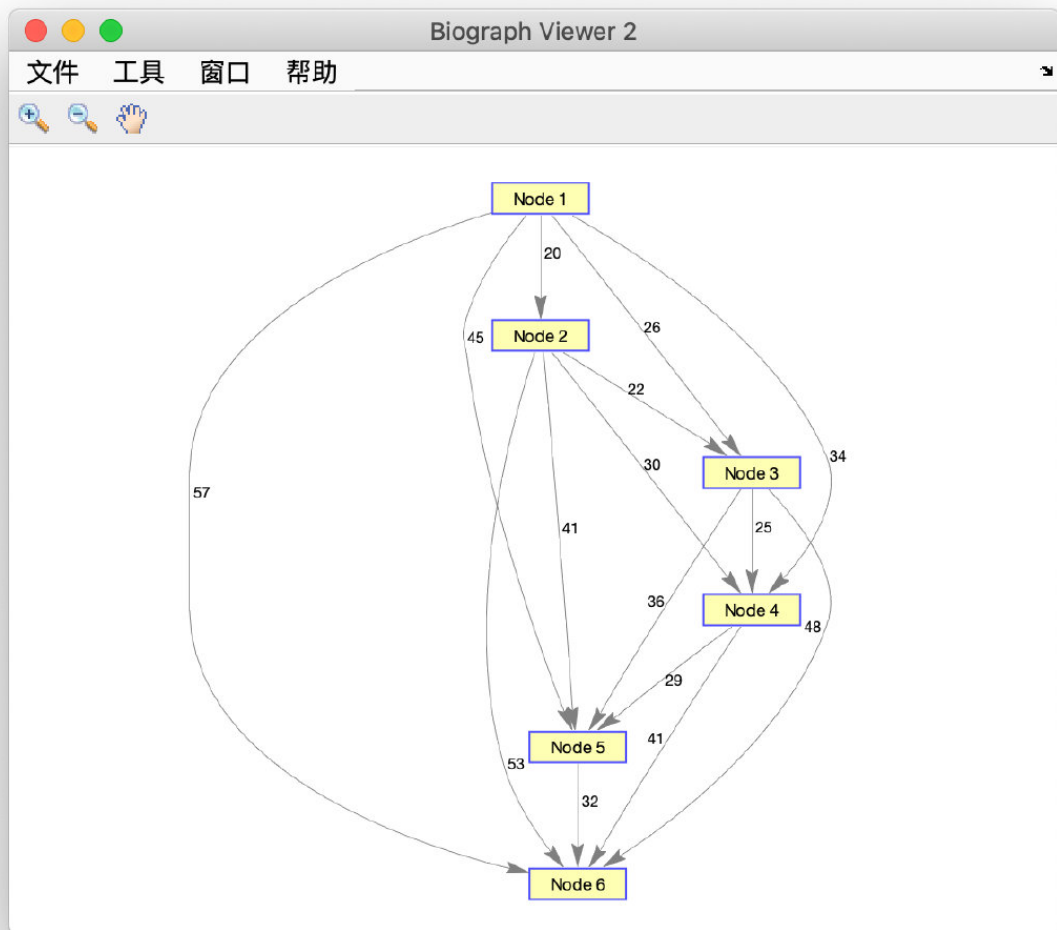 Biograph Viewer 2
文件 工具 窗口 帮助
Node 1
20
26
45
Node 2
22
34
30
Node 3
57
41
25
36
Node 4
48
29
41
Node 5
53
32
Node 6